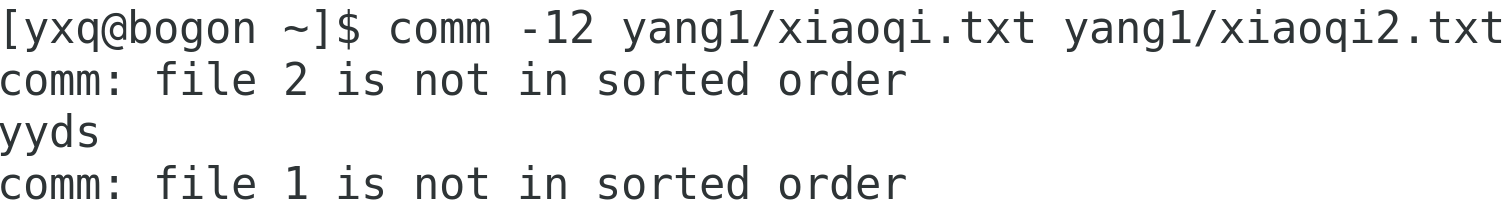 [yxq@bogon ~]$ comm -12 yang1/xiaoqi.txt yang1/xiaoqi2.txt
comm: file 2 is not in sorted order
yyds
comm: file 1 is not in sorted order